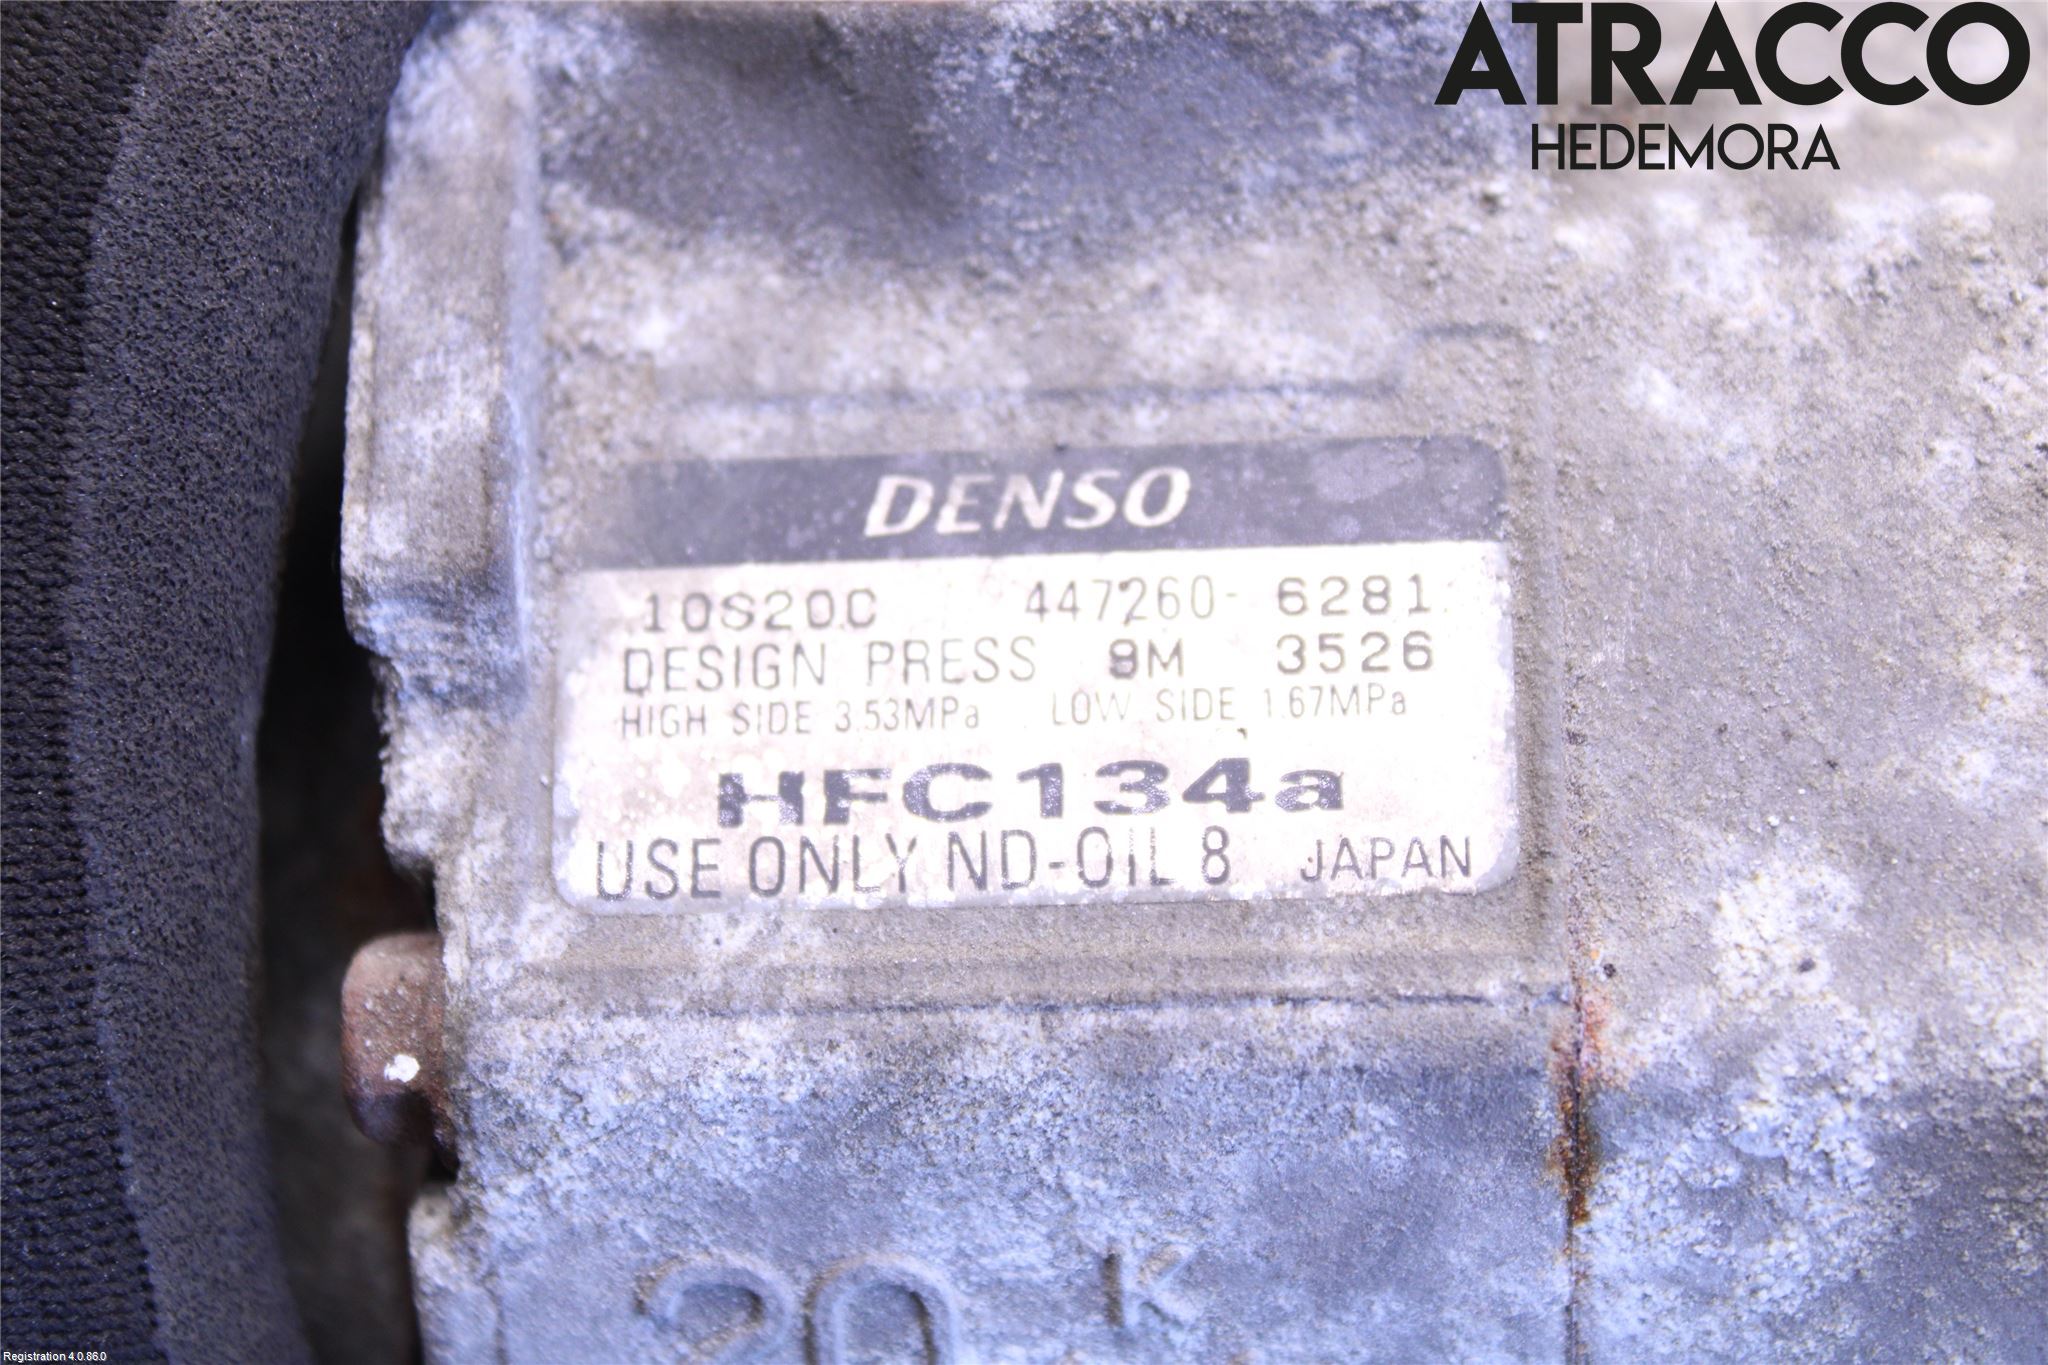 ATRACCO
HEDEMORA
DENSO
10S20C 447260-6281
DESIGN PRESS 9M 3526
HIGH SIDE 3.53MPa LOW SIDE 1.67MPa
HFC134a
USE ONLY ND-OIL 8 JAPAN
20 K
Registration 4.0.86.0